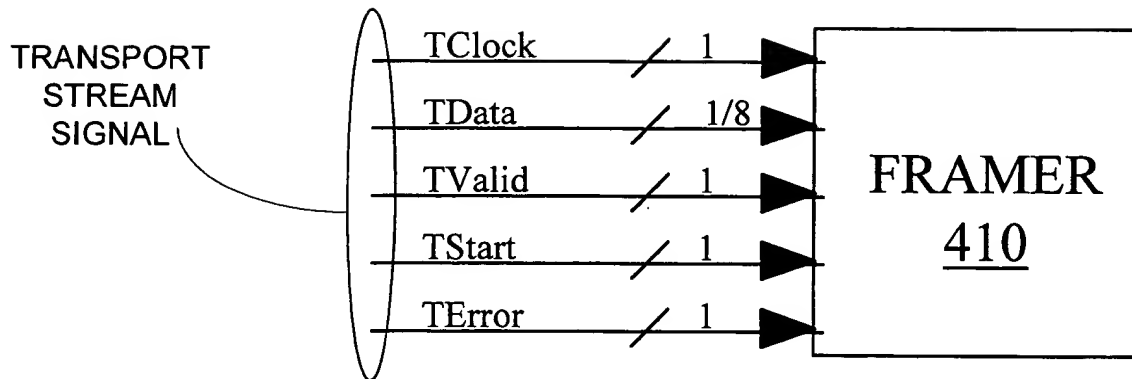 TRANSPORT
STREAM
SIGNAL
TClock 1
TData 1/8
TValid 1
TStart 1
TError 1
FRAMER
410